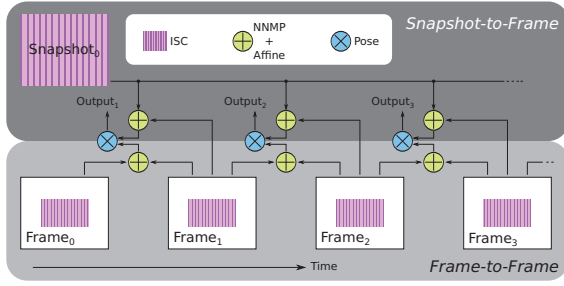 Snapshot-to-Frame
Snapshot₀
ISC
NNMP
+
Affine
Pose
Output₁
Output₂
Output₃
Frame₀
Frame₁
Frame₂
Frame₃
Time
Frame-to-Frame